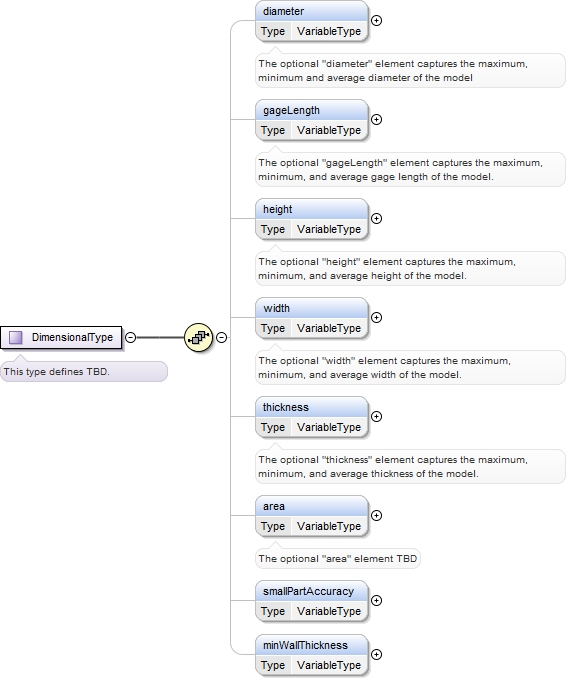 diameter
Type VariableType
The optional "diameter" element captures the maximum,
minimum and average diameter of the model
gageLength
Type VariableType
The optional "gageLength" element captures the maximum,
minimum, and average gage length of the model.
height
Type VariableType
The optional "height" element captures the maximum,
minimum, and average height of the model.
width
Type VariableType
DimensionalType
This type defines TBD.
The optional "width" element captures the maximum,
minimum, and average width of the model.
thickness
Type VariableType
The optional "thickness" element captures the maximum,
minimum, and average thickness of the model.
area
Type VariableType
The optional "area" element TBD
smallPartAccuracy
Type VariableType
minWallThickness
Type VariableType